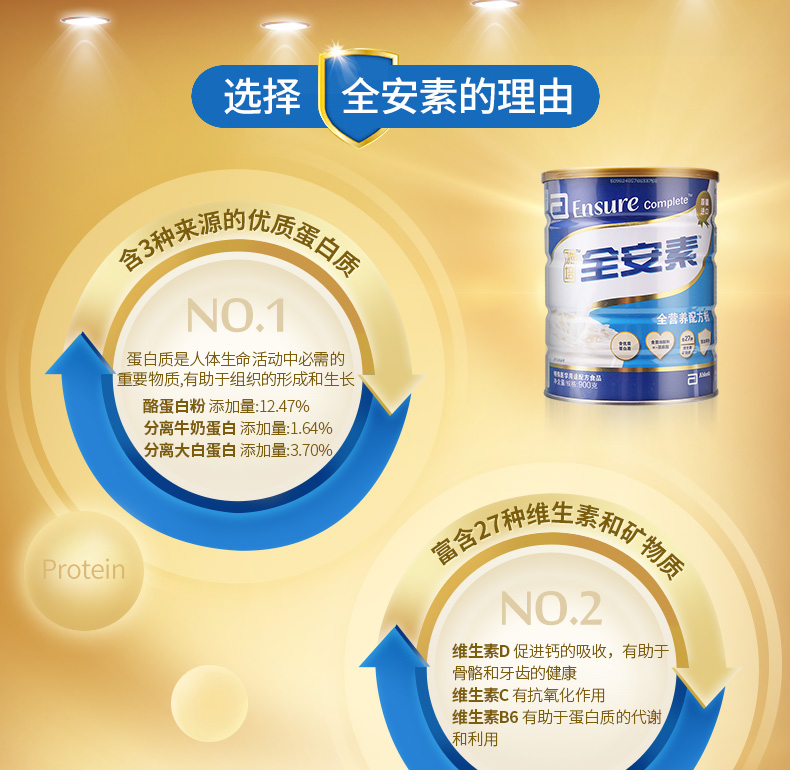 选择 全安素的理由
Ensure Complete™
全安素
全营养配方粉
900克
Abbott
含3种来源的优质蛋白质
NO.1
蛋白质是人体生命活动中必需的
重要物质,有助于组织的形成和生长
酪蛋白粉 添加量:12.47%
分离牛奶蛋白 添加量:1.64%
分离大白蛋白 添加量:3.70%
Protein
富含27种维生素和矿物质
NO.2
维生素D 促进钙的吸收，有助于
骨骼和牙齿的健康
维生素C 有抗氧化作用
维生素B6 有助于蛋白质的代谢
和利用